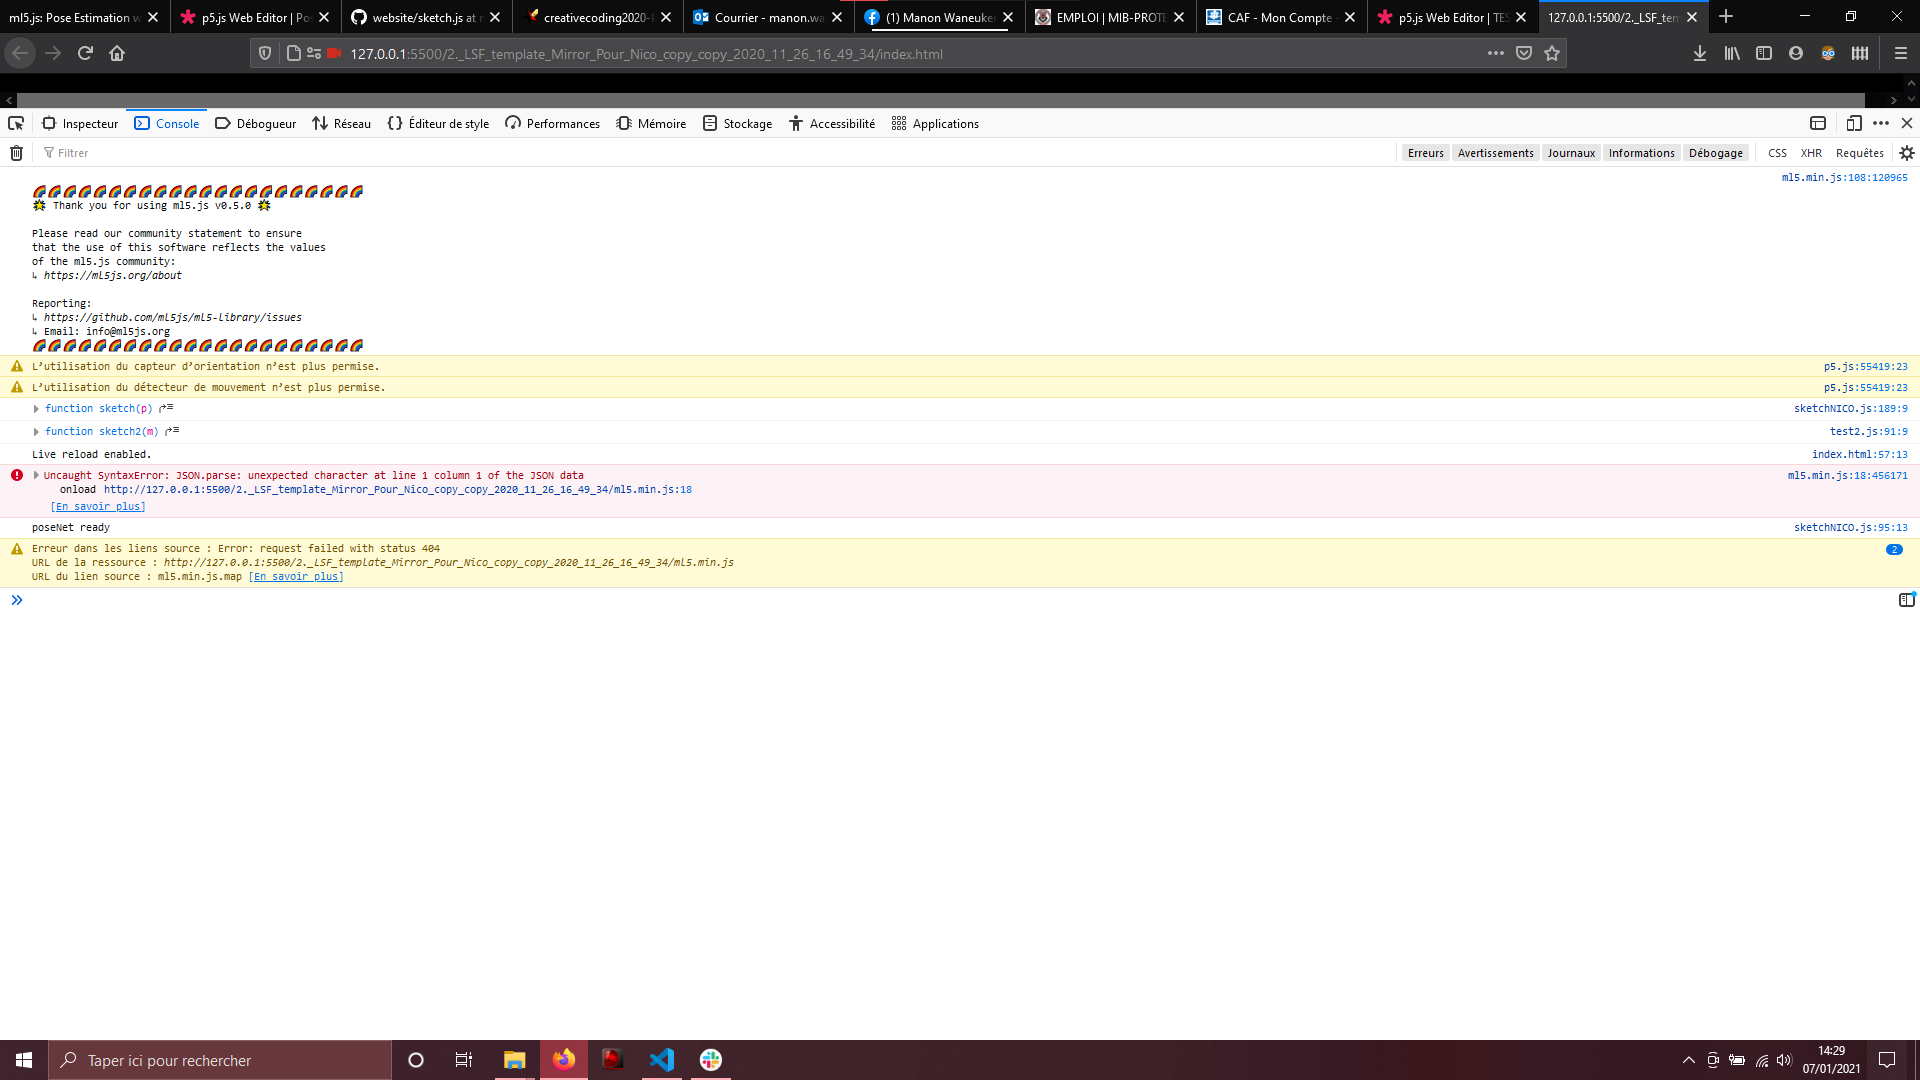 ml5.js: Pose Estimation w
p5.js Web Editor | Po
website/sketch.js at
creativecoding2020-
Courrier - manon.wa
(1) Manon Waneuke
EMPLOI | MIB-PROTE
CAF - Mon Compte -
p5.js Web Editor | TES
127.0.0.1:5500/2._LSF_tem
127.0.0.1:5500/2._LSF_template_Mirror_Pour_Nico_copy_copy_2020_11_26_16_49_34/index.html
Inspecteur
Console
Débogueur
Réseau
Éditeur de style
Performances
Mémoire
Stockage
Accessibilité
Applications
Filtrer
Erreurs
Avertissements
Journaux
Informations
Débogage
CSS
XHR
Requêtes
ml5.min.js:108:120965
Thank you for using ml5.js v0.5.0
Please read our community statement to ensure
that the use of this software reflects the values
of the ml5.js community:
↳ https://ml5js.org/about
Reporting:
↳ https://github.com/ml5js/ml5-library/issues
↳ Email: info@ml5js.org
L’utilisation du capteur d’orientation n’est plus permise. p5.js:55419:23
L’utilisation du détecteur de mouvement n’est plus permise. p5.js:55419:23
function sketch(p) sketchNICO.js:189:9
function sketch2(m) test2.js:91:9
Live reload enabled. index.html:57:13
Uncaught SyntaxError: JSON.parse: unexpected character at line 1 column 1 of the JSON data ml5.min.js:18:456171
onload http://127.0.0.1:5500/2._LSF_template_Mirror_Pour_Nico_copy_copy_2020_11_26_16_49_34/ml5.min.js:18
[En savoir plus]
poseNet ready sketchNICO.js:95:13
Erreur dans les liens source : Error: request failed with status 404 2
URL de la ressource : http://127.0.0.1:5500/2._LSF_template_Mirror_Pour_Nico_copy_copy_2020_11_26_16_49_34/ml5.min.js
URL du lien source : ml5.min.js.map [En savoir plus]
Taper ici pour rechercher
14:29
07/01/2021